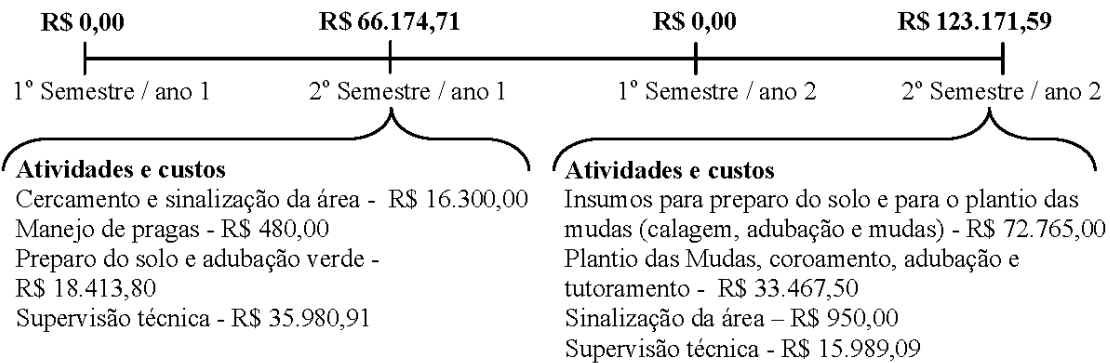 R$ 0,00 R$ 66.174,71 R$ 0,00 R$ 123.171,59
1º Semestre / ano 1 2º Semestre / ano 1 1º Semestre / ano 2 2º Semestre / ano 2
Atividades e custos
Cercamento e sinalização da área - R$ 16.300,00
Manejo de pragas - R$ 480,00
Preparo do solo e adubação verde -
R$ 18.413,80
Supervisão técnica - R$ 35.980,91
Atividades e custos
Insumos para preparo do solo e para o plantio das
mudas (calagem, adubação e mudas) - R$ 72.765,00
Plantio das Mudas, coroamento, adubação e
tutoramento - R$ 33.467,50
Sinalização da área – R$ 950,00
Supervisão técnica - R$ 15.989,09